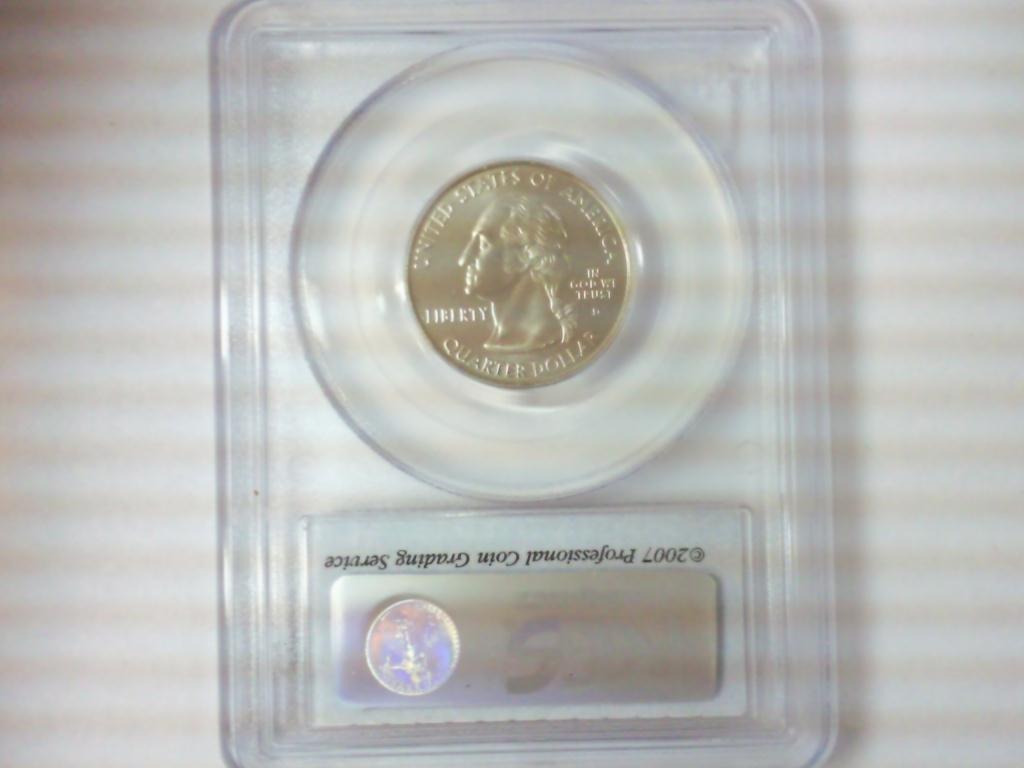 UNITED STATES OF AMERICA
IN
GOD WE
TRUST
LIBERTY
D
QUARTER DOLLAR
©2007 Professional Coin Grading Service